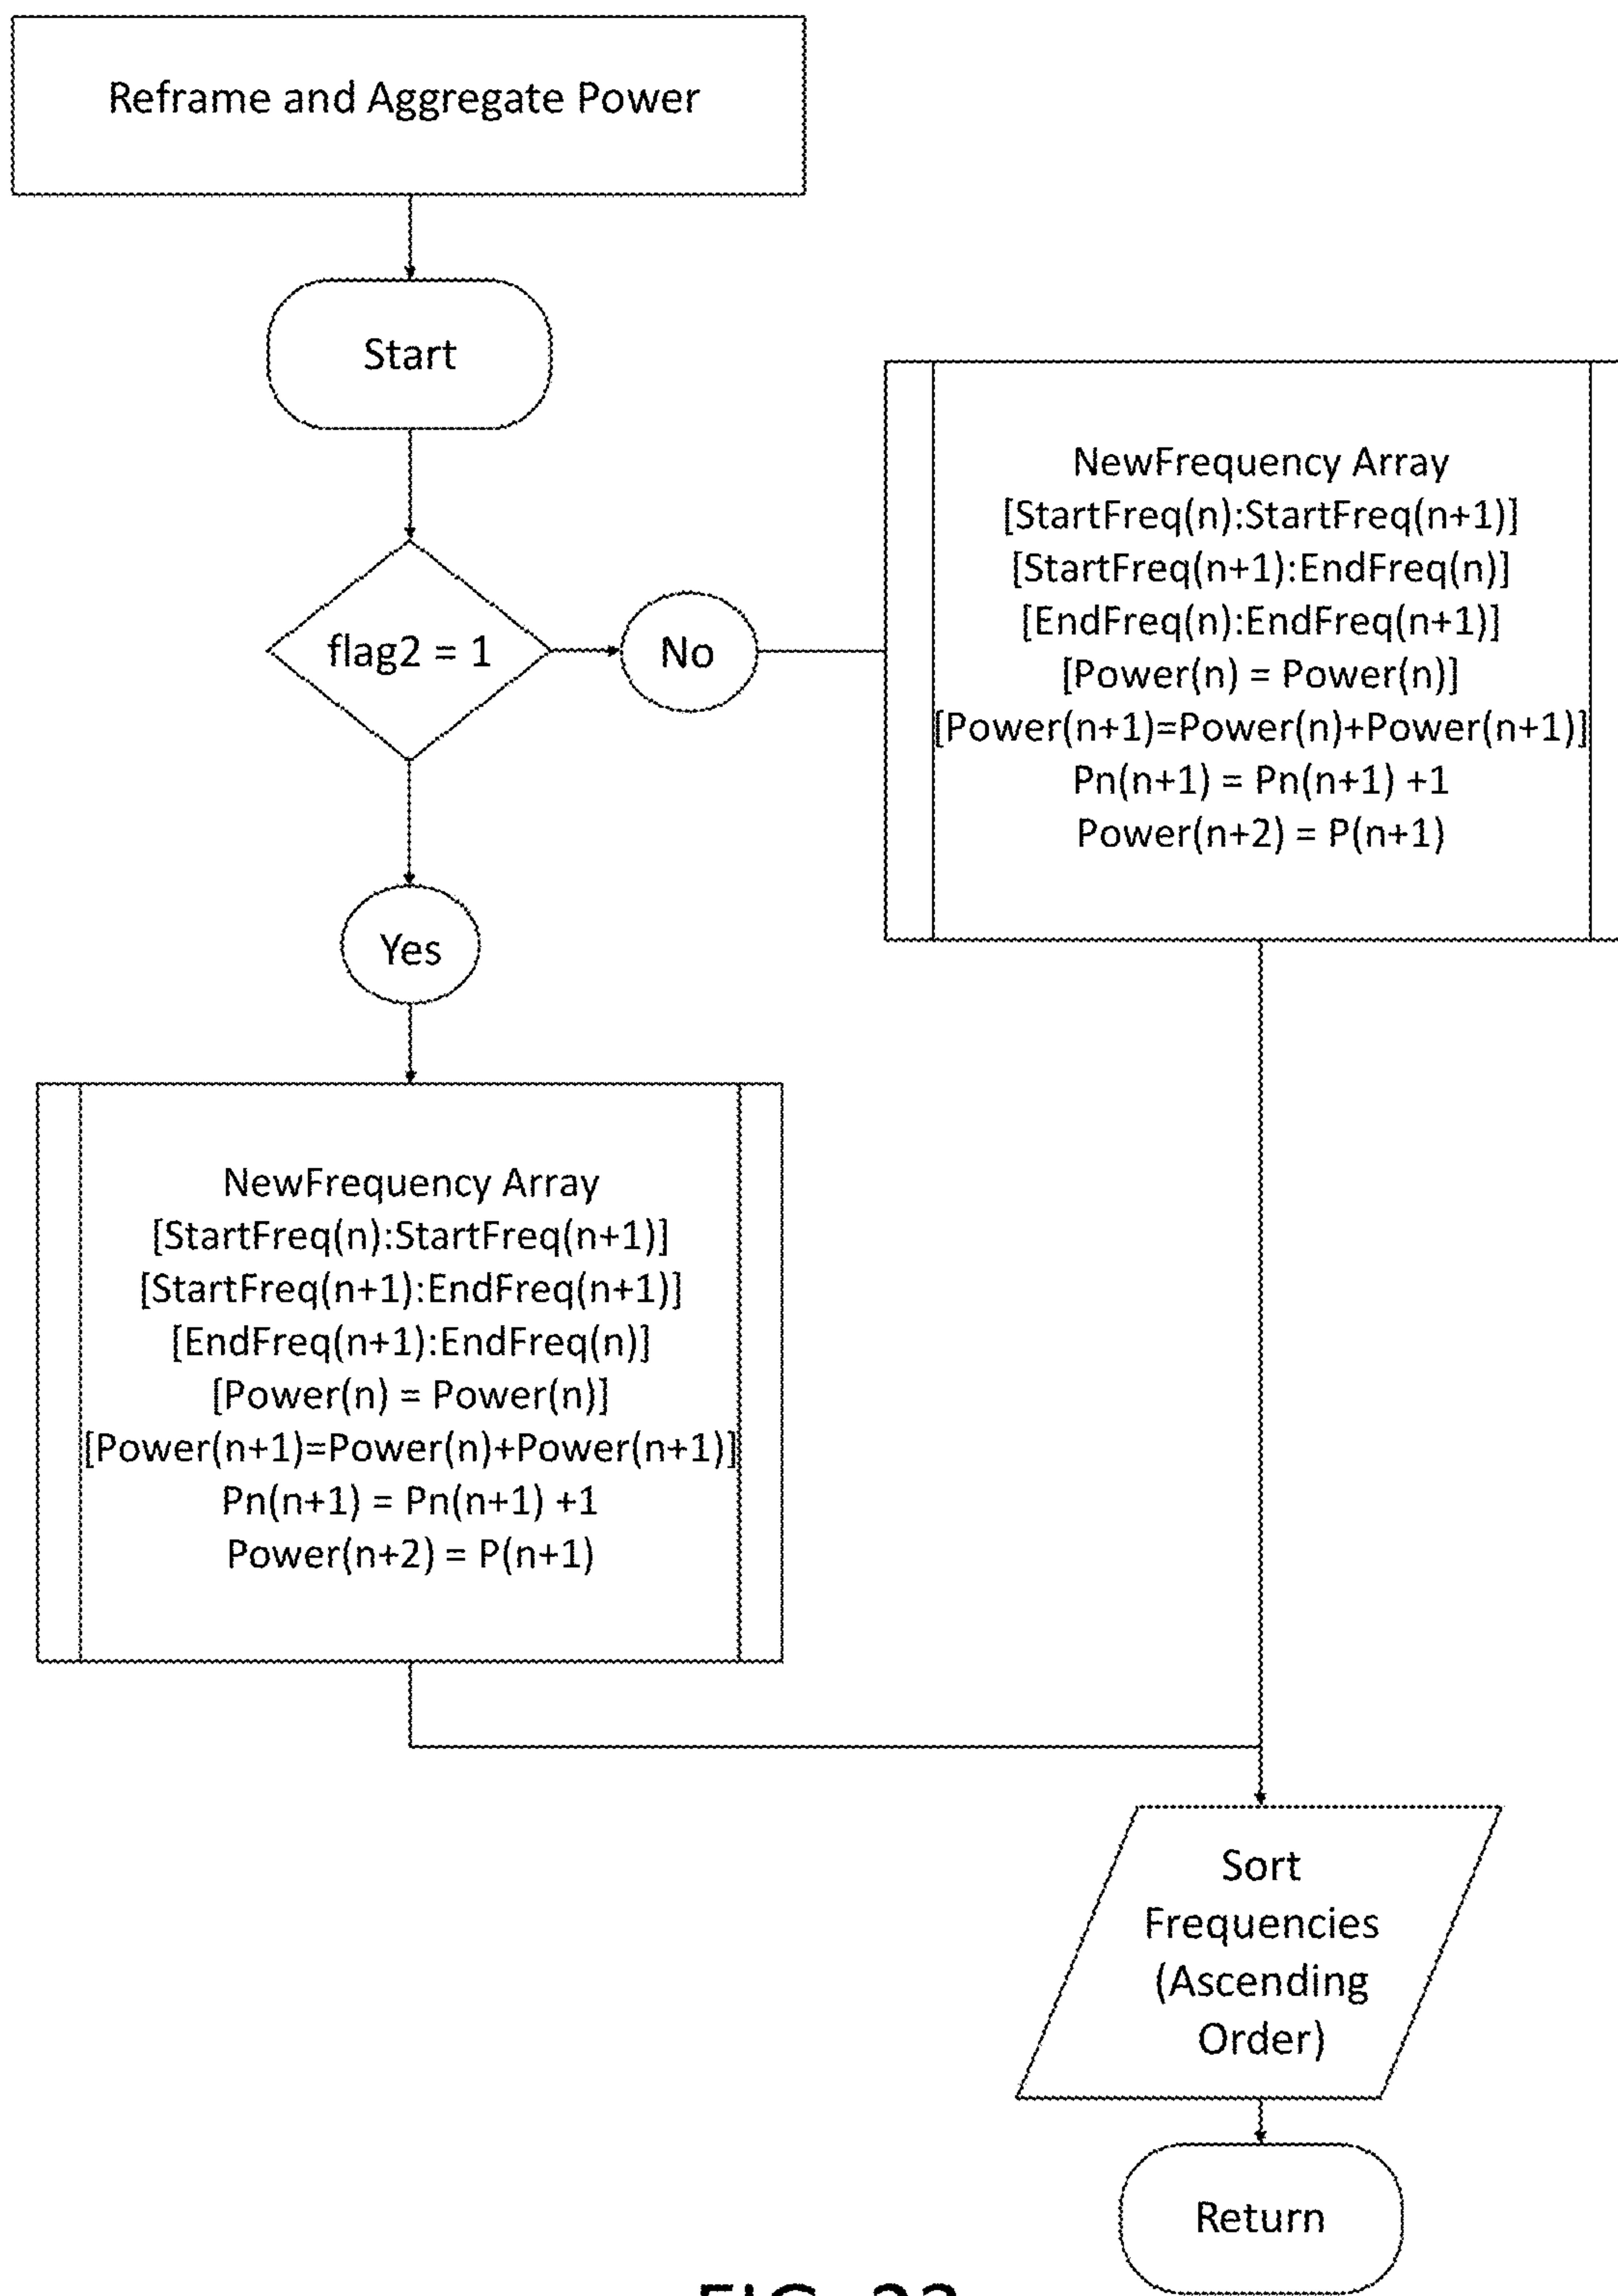 Reframe and Aggregate Power
Start
flag2 = 1
No
NewFrequency Array
[StartFreq(n):StartFreq(n+1)]
[StartFreq(n+1):EndFreq(n)]
[EndFreq(n):EndFreq(n+1)]
[Power(n) = Power(n)]
[Power(n+1)=Power(n)+Power(n+1)]
Pn(n+1) = Pn(n+1) +1
Power(n+2) = P(n+1)
Yes
NewFrequency Array
[StartFreq(n):StartFreq(n+1)]
[StartFreq(n+1):EndFreq(n+1)]
[EndFreq(n+1):EndFreq(n)]
[Power(n) = Power(n)]
[Power(n+1)=Power(n)+Power(n+1)]
Pn(n+1) = Pn(n+1) +1
Power(n+2) = P(n+1)
Sort
Frequencies
(Ascending
Order)
Return